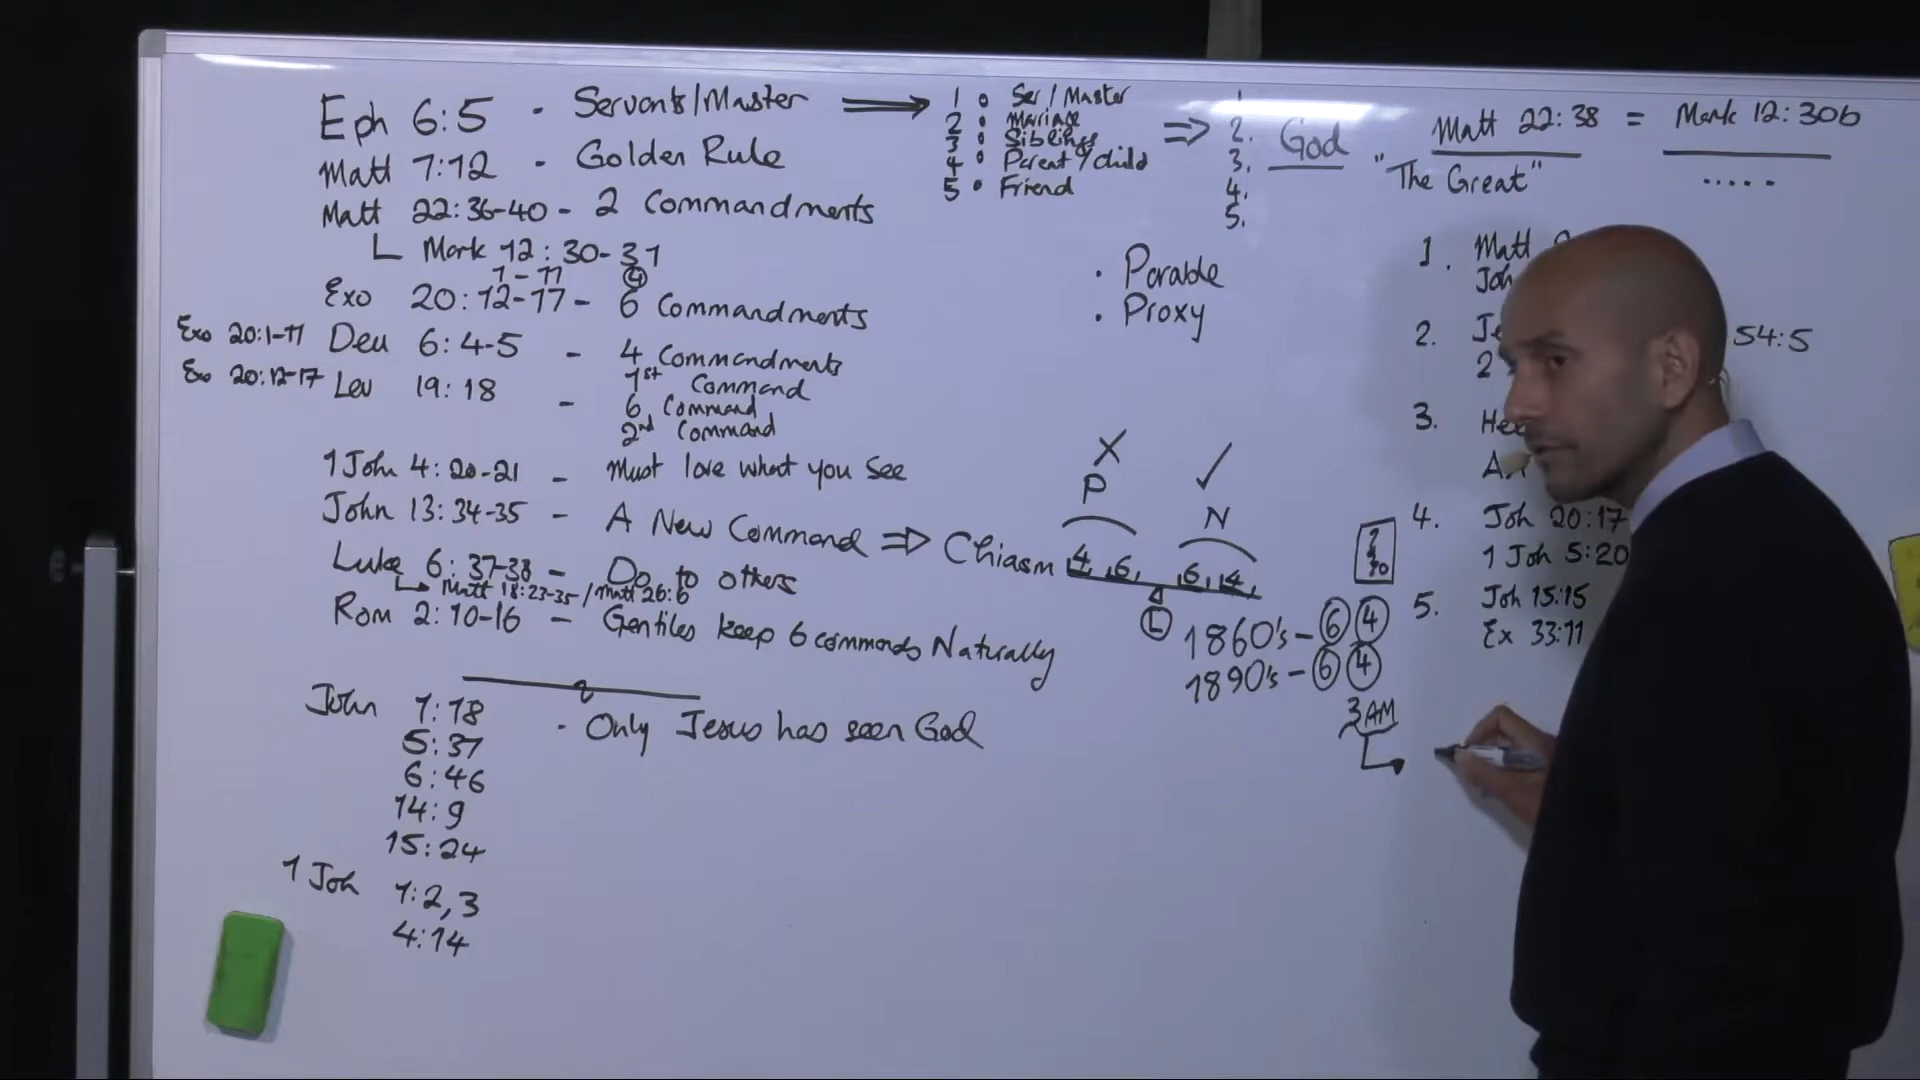 Eph 6:5 - Servants/Master ⇒
Matt 7:12 - Golden Rule
Matt 22:36-40 - 2 Commandments
Mark 12:30-31
1-11 4
Exo 20:12-17 - 6 Commandments
Exo 20:1-11 Deu 6:4-5 - 4 Commandments
1st Command
Exo 20:12-17 Lev 19:18 - 6 Command
2nd Command
1 John 4:20-21 - Must love what you see
John 13:34-35 - A New Command ⇒ Chiasm
Luke 6:37-38 - Do to others
Matt 18:23-35 / Matt 26:6
Rom 2:10-16 - Gentiles keep 6 commands Naturally
John 1:18 - Only Jesus has seen God
5:37
6:46
14:9
15:24
1 Joh 1:2,3
4:14
1 • Ser/Master
2 • Marriage
3 • Siblings
4 • Parent/child
5 • Friend
⇒
1
2. God
3.
4.
5.
• Parable
• Proxy
X ✓
P N
4, 6, 6, 4,
L
1860's - 6 4
1890's - 6 4
3AM
Matt 22:38 = Mark 12:30b
"The Great" .....
1. Matt
Joh
2. 54:5
2
3.
4. Joh 20:17
1 Joh 5:20
5. Joh 15:15
Ex 33:11